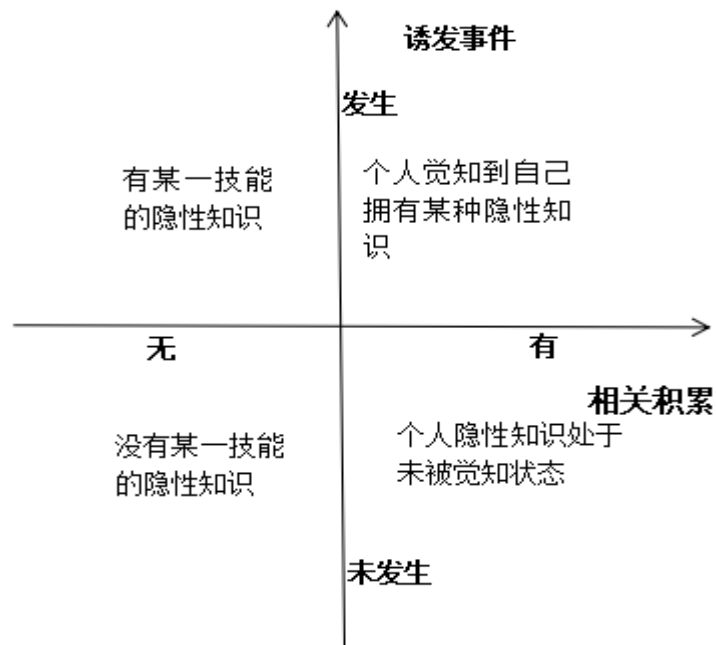 诱发事件
发生
有某一技能
的隐性知识
个人觉知到自己
拥有某种隐性知
识
无
有
相关积累
没有某一技能
的隐性知识
个人隐性知识处于
未被觉知状态
未发生